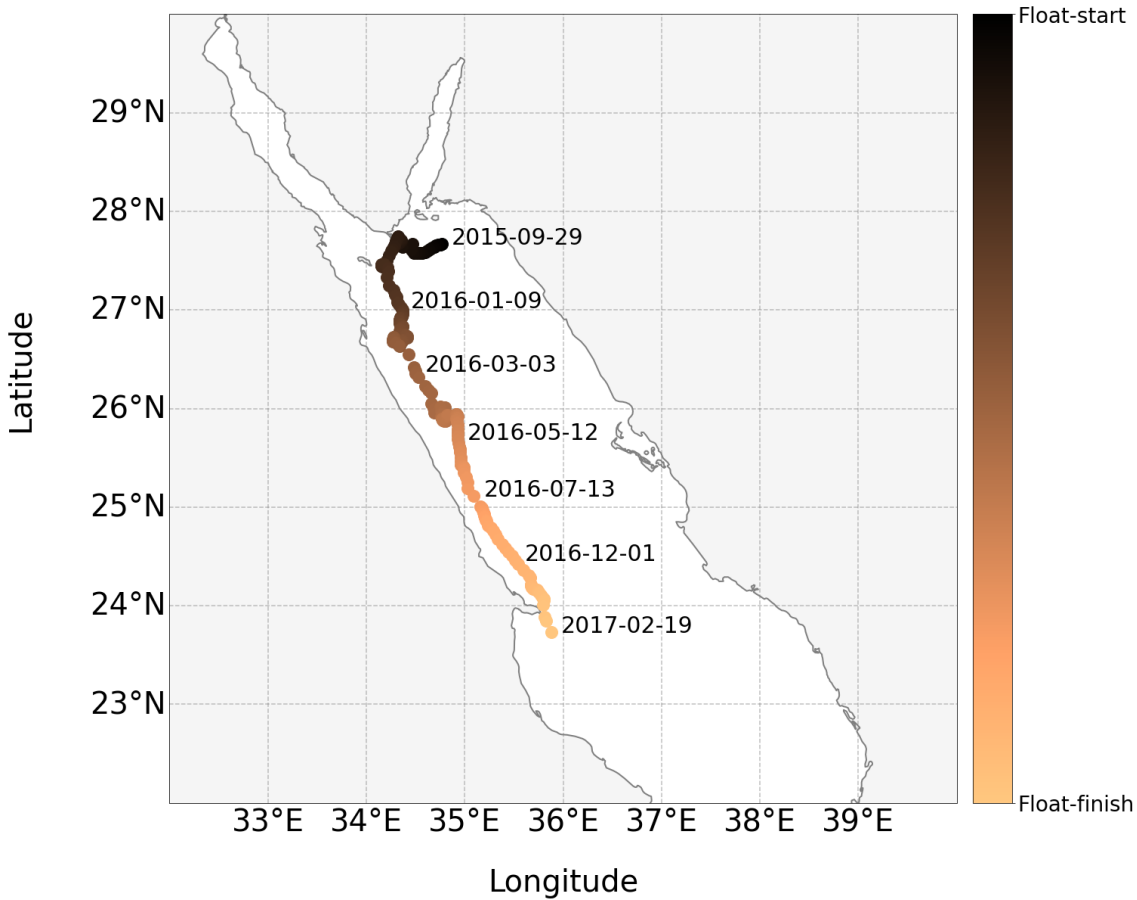 Float-start
29°N
28°N
2015-09-29
27°N
2016-01-09
2016-03-03
26°N
2016-05-12
25°N
2016-07-13
2016-12-01
24°N
2017-02-19
23°N
Float-finish
33°E 34°E 35°E 36°E 37°E 38°E 39°E
Longitude
Latitude